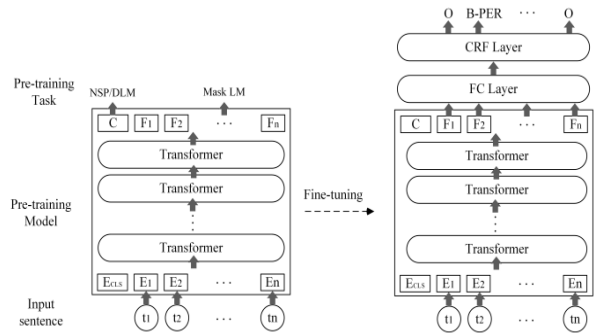 O B-PER ··· O
CRF Layer
FC Layer
Pre-training
Task
NSP/DLM Mask LM
C F1 F2 ··· Fn
Transformer
Transformer
···
Transformer
Pre-training
Model
ECLS E1 E2 ··· En
Input
sentence
t1 t2 ··· tn
Fine-tuning
C F1 F2 ··· Fn
Transformer
Transformer
···
Transformer
ECLS E1 E2 ··· En
t1 t2 ··· tn